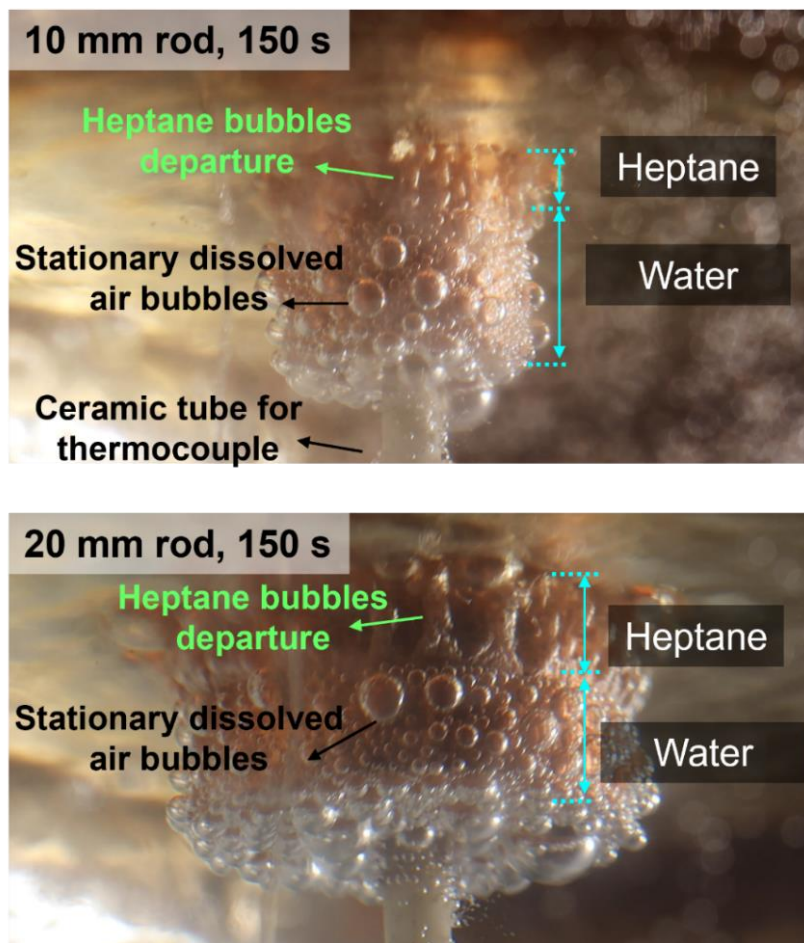 10 mm rod, 150 s
Heptane bubbles
departure
Heptane
Stationary dissolved
air bubbles
Water
Ceramic tube for
thermocouple
20 mm rod, 150 s
Heptane bubbles
departure
Heptane
Stationary dissolved
air bubbles
Water